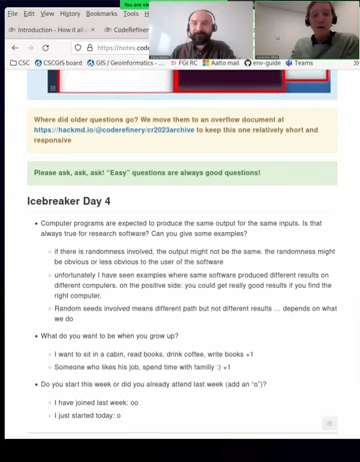 You are vie
File Edit View History Bookmarks Tools H
Introduction - How it all
CodeRefiner
https://notes.code
CSC CSCGIS board GIS / Geoinformatics - ... FGI RC Aalto mail env-guide Teams
Where did older questions go? We move them to an overflow document at
https://hackmd.io/@coderefinery/cr2023archive to keep this one relatively short and
responsive
Please ask, ask, ask! “Easy” questions are always good questions!
Icebreaker Day 4
• Computer programs are expected to produce the same output for the same inputs. Is that
always true for research software? Can you give some examples?
◦ if there is randomness involved, the output might not be the same. the randomness might
be obvious or less obvious to the user of the software
◦ unfortunately I have seen examples where same software produced different results on
different computers. on the positive side: you could get really good results if you find the
right computer.
◦ Random seeds involved means different path but not different results … depends on what
we do
• What do you want to be when you grow up?
◦ I want to sit in a cabin, read books, drink coffee, write books +1
◦ Someone who likes his job, spend time with familly :) +1
• Do you start this week or did you already attend last week (add an “o”)?
◦ I have joined last week: oo
◦ I just started today: o